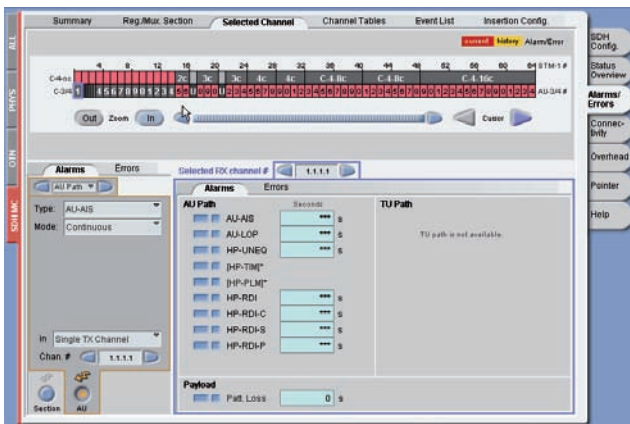 Summary Reg./Mux. Section Selected Channel Channel Tables Event List Insertion Config.
current history Alarm/Error
4 8 12 16 20 24 28 32 36 40 44 48 52 56 60 64 STM-1 #
C-4-ns 2c 3c 3c 4c 4c C-4-8c C-4-8c C-4-16c
C-3/4 AU-3/4 #
Out Zoom In Cursor
ALL
PHYS
OTN
SDH MC
SDH Config.
Status Overview
Alarms/ Errors
Connec- tivity
Overhead
Pointer
Help
Alarms Errors
AU Path
Type: AU-AIS
Mode: Continuous
In Single TX Channel
Chan. # 1.1.1.1
Section AU
Selected RX channel # 1.1.1.1
Alarms Errors
AU Path Seconds TU Path
AU-AIS *** s
AU-LOP *** s
TU path is not available.
HP-UNEQ *** s
[HP-TIM]*
[HP-PLM]*
HP-RDI *** s
HP-RDI-C *** s
HP-RDI-S *** s
HP-RDI-P *** s
Payload
Patt. Loss 0 s